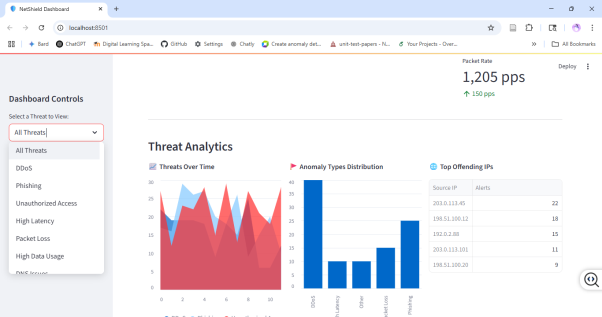 NetShield Dashboard
localhost:8501
Bard
ChatGPT
Digital Learning Spa...
GitHub
Settings
Chatly
Create anomaly det...
unit-test-papers - N...
Your Projects - Over...
All Bookmarks
Deploy
Dashboard Controls
Select a Threat to View:
All Threats
All Threats
DDoS
Phishing
Unauthorized Access
High Latency
Packet Loss
High Data Usage
DNS Issues
Packet Rate
1,205 pps
150 pps
Threat Analytics
Threats Over Time
30
25
20
15
10
5
0
0 2 4 6 8 10
Anomaly Types Distribution
40
35
30
25
20
15
10
5
0
DDoS
h Latency
Other
acket Loss
Phishing
Top Offending IPs
Source IP Alerts
203.0.113.45 22
198.51.100.12 18
192.0.2.88 15
203.0.113.101 11
198.51.100.20 9